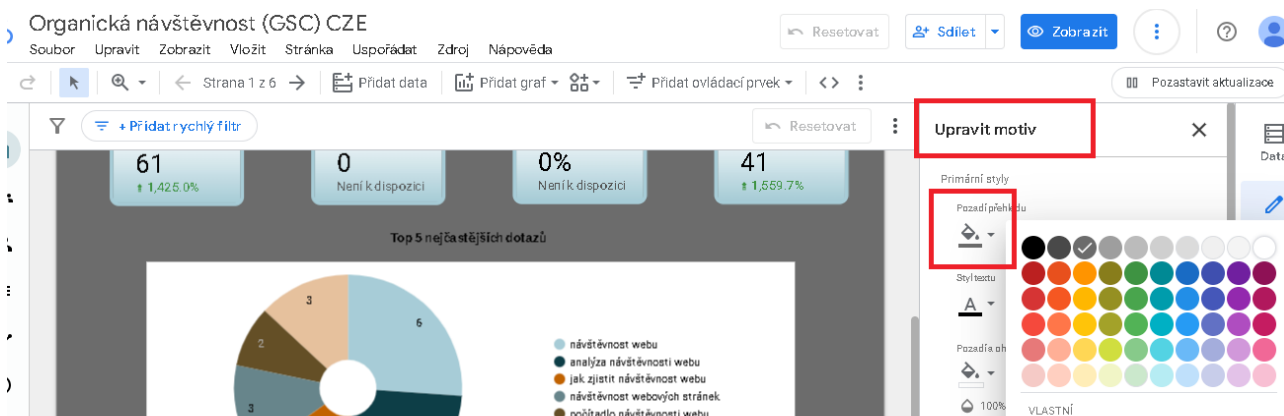 Organická návštěvnost (GSC) CZE
Soubor Upravit Zobrazit Vložit Stránka Uspořádat Zdroj Nápověda
Resetovat Sdílet Zobrazit
Strana 1 z 6 Přidat data Přidat graf Přidat ovládací prvek Pozastavit aktualizace
+ Přidat rychlý filtr Resetovat
Upravit motiv
Data
61 0 0% 41
1,425.0% Není k dispozici Není k dispozici 1,559.7%
Primární styly
Pozadí přehledu
Top 5 nejčastějších dotazů
Styl textu
A
Pozadí a oh
100%
VLASTNÍ
3
6
2
3
návštěvnost webu
analýza návštěvnosti webu
jak zjistit návštěvnost webu
návštěvnost webových stránek
počítadlo návštěvnosti webu